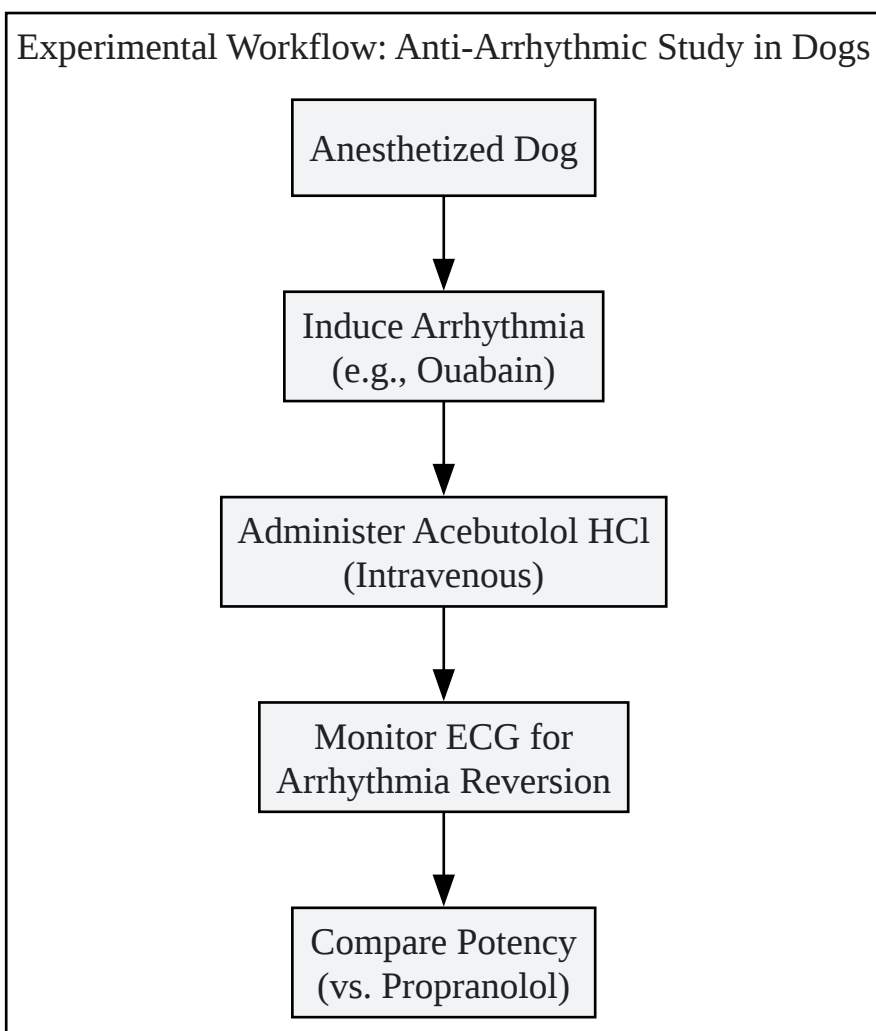 Experimental Workflow: Anti-Arrhythmic Study in Dogs
Anesthetized Dog
Induce Arrhythmia
(e.g., Ouabain)
Administer Acebutolol HCl
(Intravenous)
Monitor ECG for
Arrhythmia Reversion
Compare Potency
(vs. Propranolol)